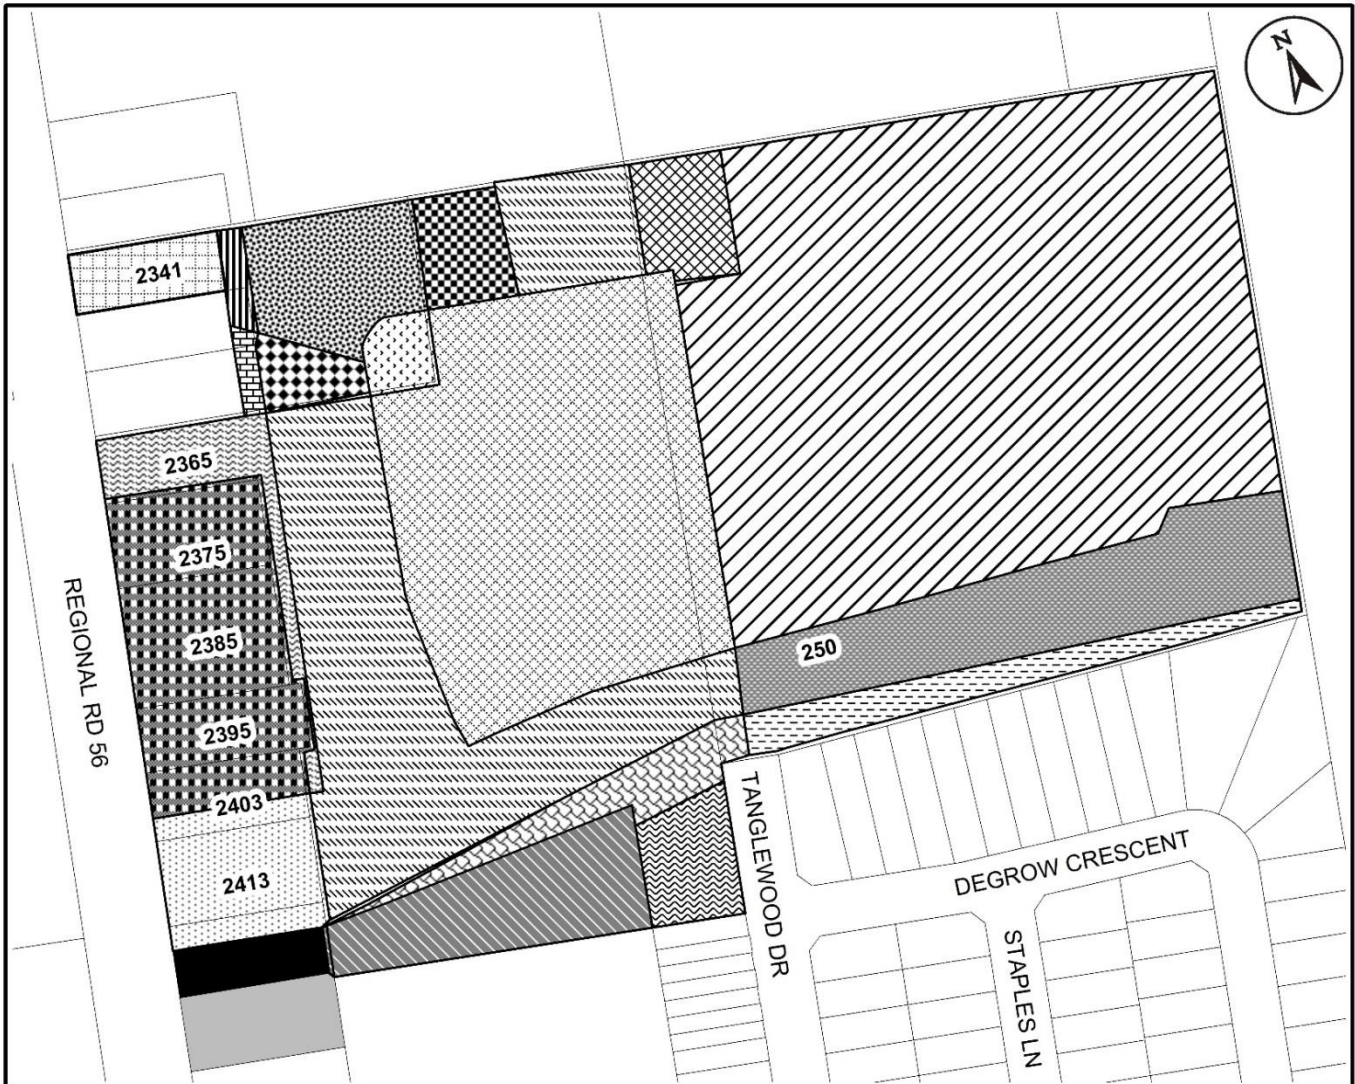 N
2341
2365
2375
2385
2395
2403
2413
250
REGIONAL RD 56
TANGLEWOOD DR
DEGROW CRESCENT
STAPLES LN